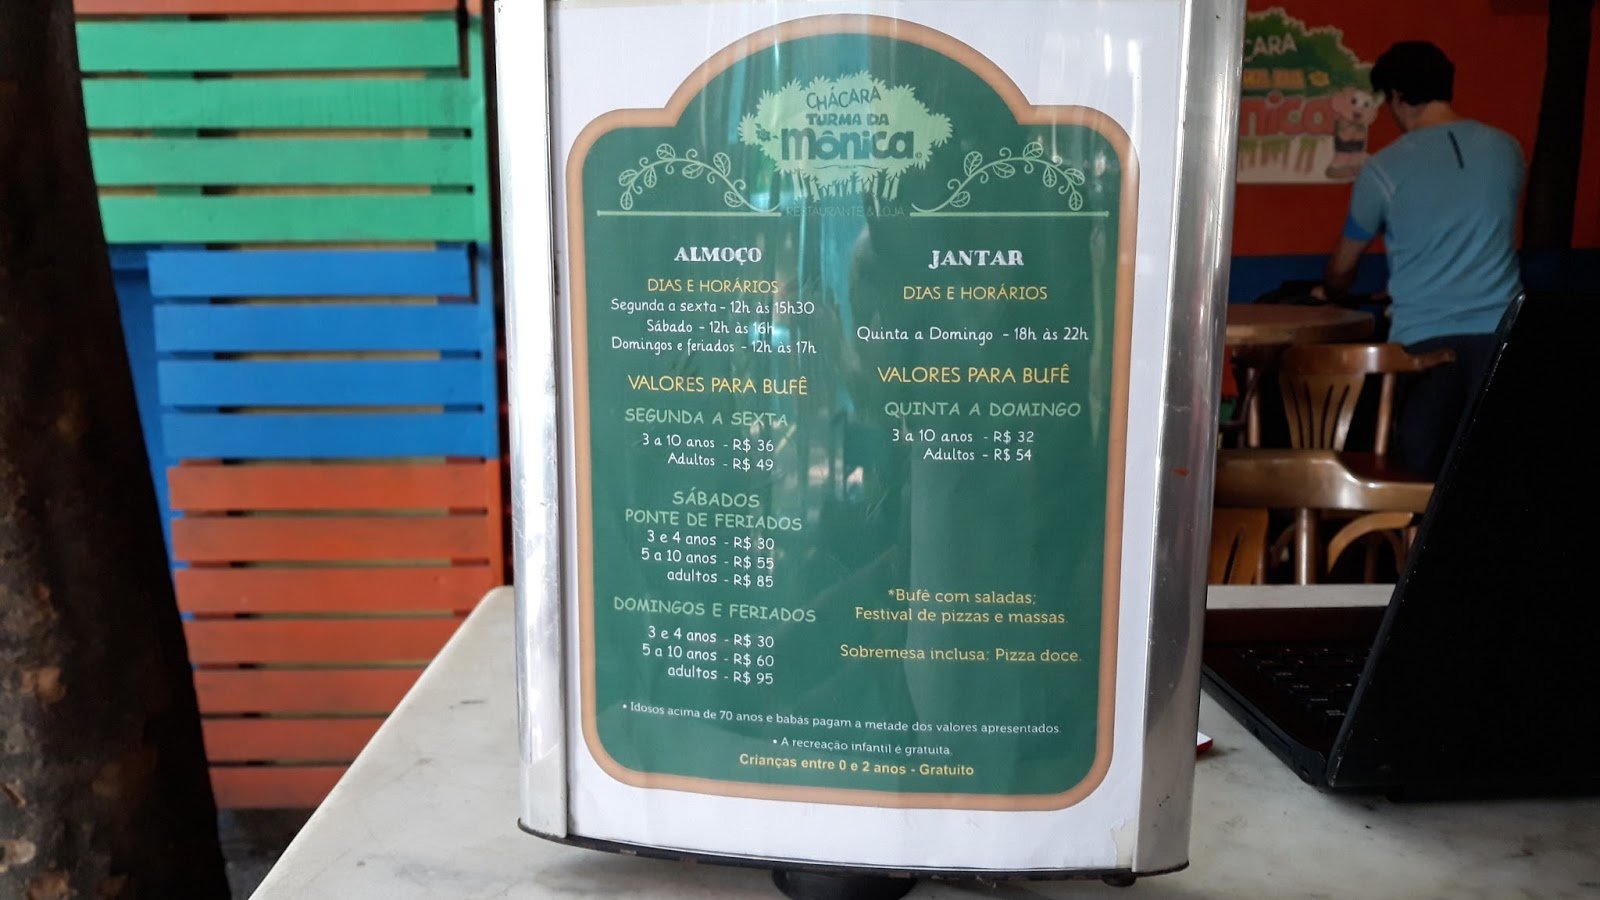 CHÁCARA
TURMA DA
Mônica
RESTAURANTE & LOJA
ALMOÇO
DIAS E HORÁRIOS
Segunda a sexta - 12h às 15h30
Sábado - 12h às 16h
Domingos e feriados - 12h às 17h
VALORES PARA BUFÊ
SEGUNDA A SEXTA
3 a 10 anos - R$ 36
Adultos - R$ 49
SÁBADOS
PONTE DE FERIADOS
3 e 4 anos - R$ 30
5 a 10 anos - R$ 55
adultos - R$ 85
DOMINGOS E FERIADOS
3 e 4 anos - R$ 30
5 a 10 anos - R$ 60
adultos - R$ 95
JANTAR
DIAS E HORÁRIOS
Quinta a Domingo - 18h às 22h
VALORES PARA BUFÊ
QUINTA A DOMINGO
3 a 10 anos - R$ 32
Adultos - R$ 54
*Bufê com saladas;
Festival de pizzas e massas.
Sobremesa inclusa: Pizza doce.
• Idosos acima de 70 anos e babás pagam a metade dos valores apresentados.
• A recreação infantil é gratuita.
Crianças entre 0 e 2 anos - Gratuito